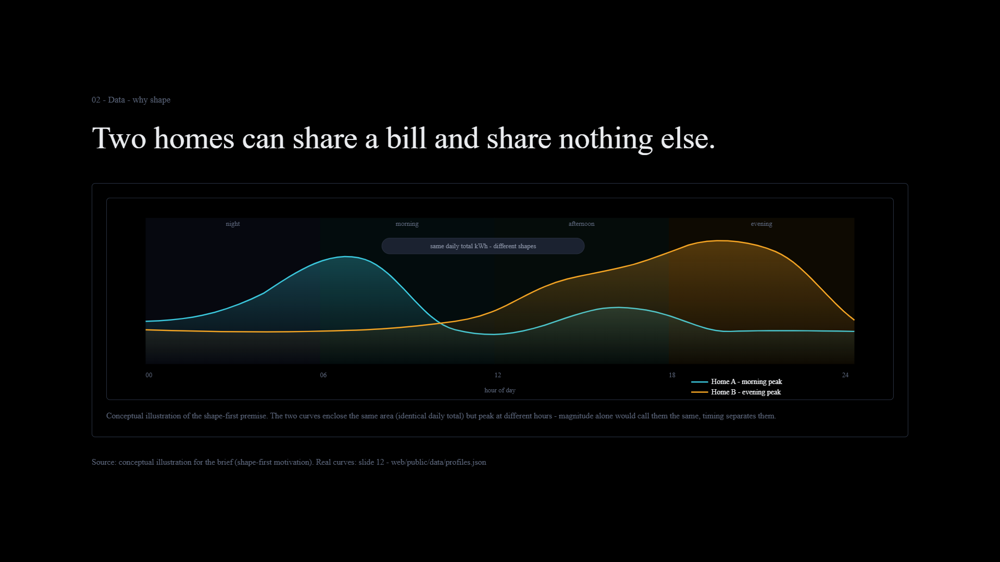 02 - Data - why shape
Two homes can share a bill and share nothing else.
night
morning
afternoon
evening
same daily total kWh - different shapes
00
06
12
18
24
hour of day
Home A - morning peak
Home B - evening peak
Conceptual illustration of the shape-first premise. The two curves enclose the same area (identical daily total) but peak at different hours - magnitude alone would call them the same, timing separates them.
Source: conceptual illustration for the brief (shape-first motivation). Real curves: slide 12 - web/public/data/profiles.json